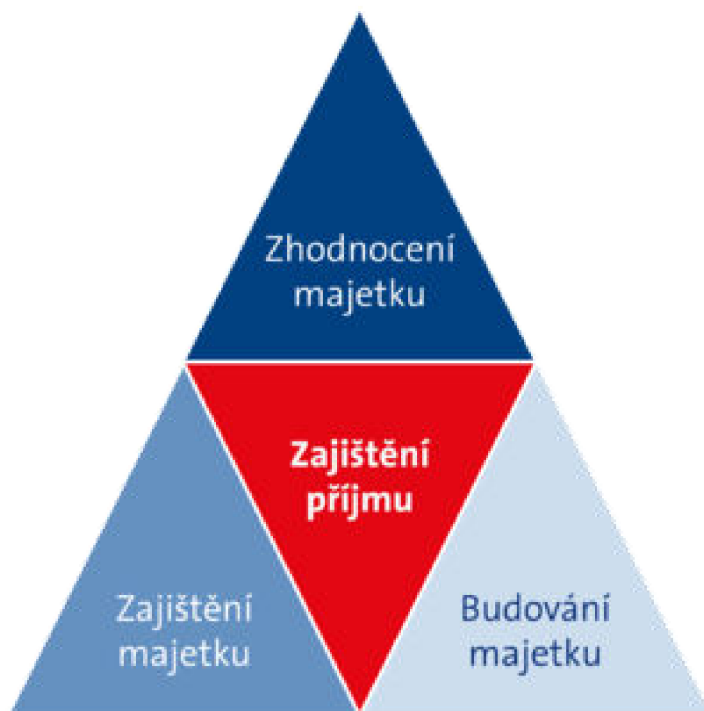 Zhodnocení
majetku
Zajištění
příjmu
Zajištění
majetku
Budování
majetku